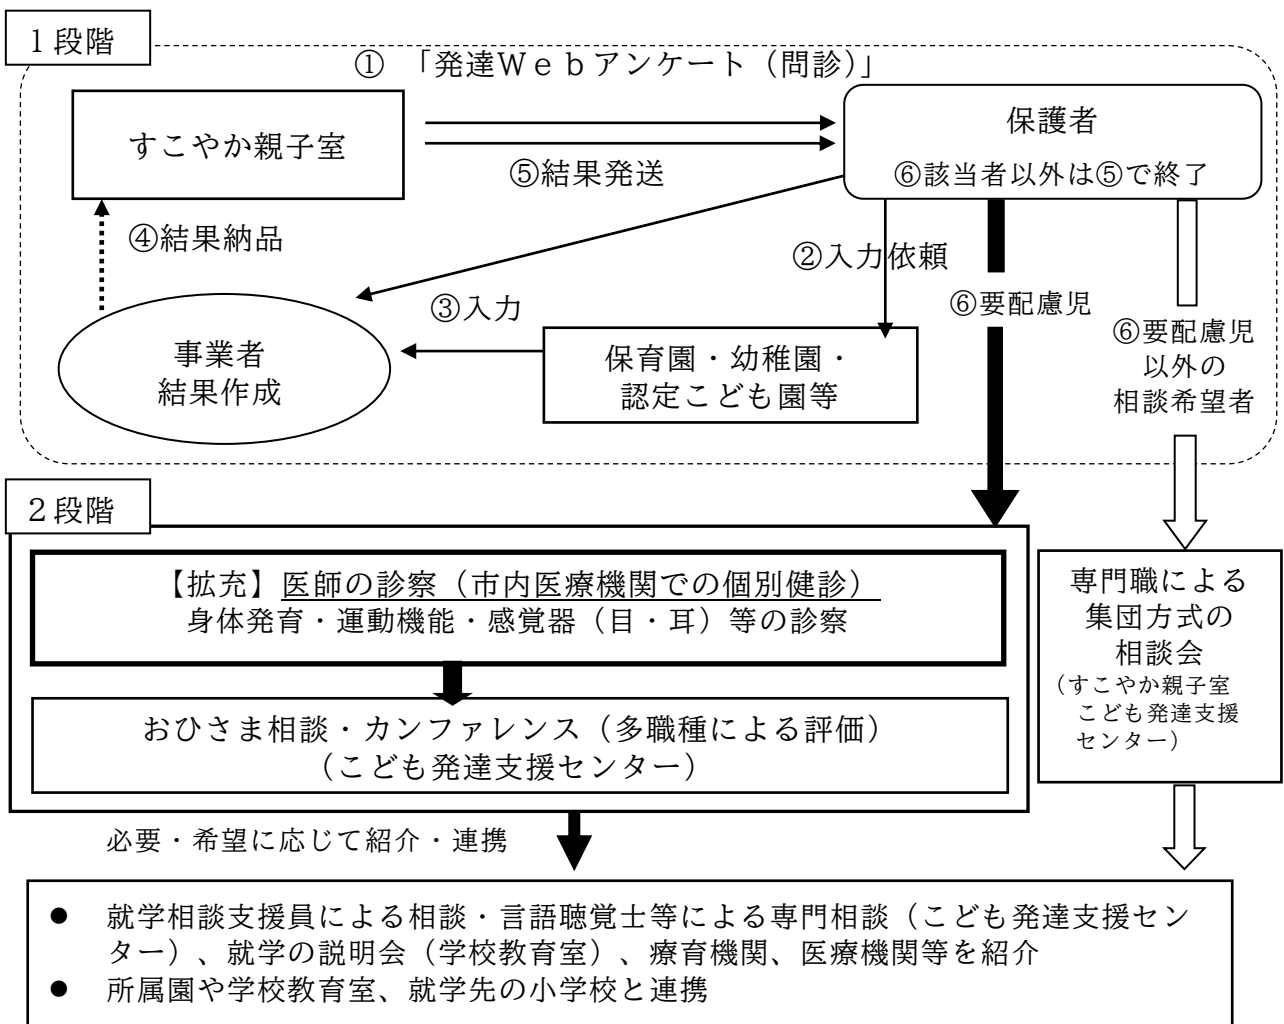 １段階
①　「発達Ｗｅｂアンケート（問診）」
すこやか親子室
保護者
⑥該当者以外は⑤で終了
⑤結果発送
④結果納品
②入力依頼
③入力
⑥要配慮児
⑥要配慮児
以外の
相談希望者
事業者
結果作成
保育園・幼稚園・
認定こども園等
２段階
【拡充】医師の診察（市内医療機関での個別健診）
身体発育・運動機能・感覚器（目・耳）等の診察
おひさま相談・カンファレンス（多職種による評価）
（こども発達支援センター）
専門職による
集団方式の
相談会
（すこやか親子室
こども発達支援
センター）
必要・希望に応じて紹介・連携
● 就学相談支援員による相談・言語聴覚士等による専門相談（こども発達支援セン
ター）、就学の説明会（学校教育室）、療育機関、医療機関等を紹介
● 所属園や学校教育室、就学先の小学校と連携